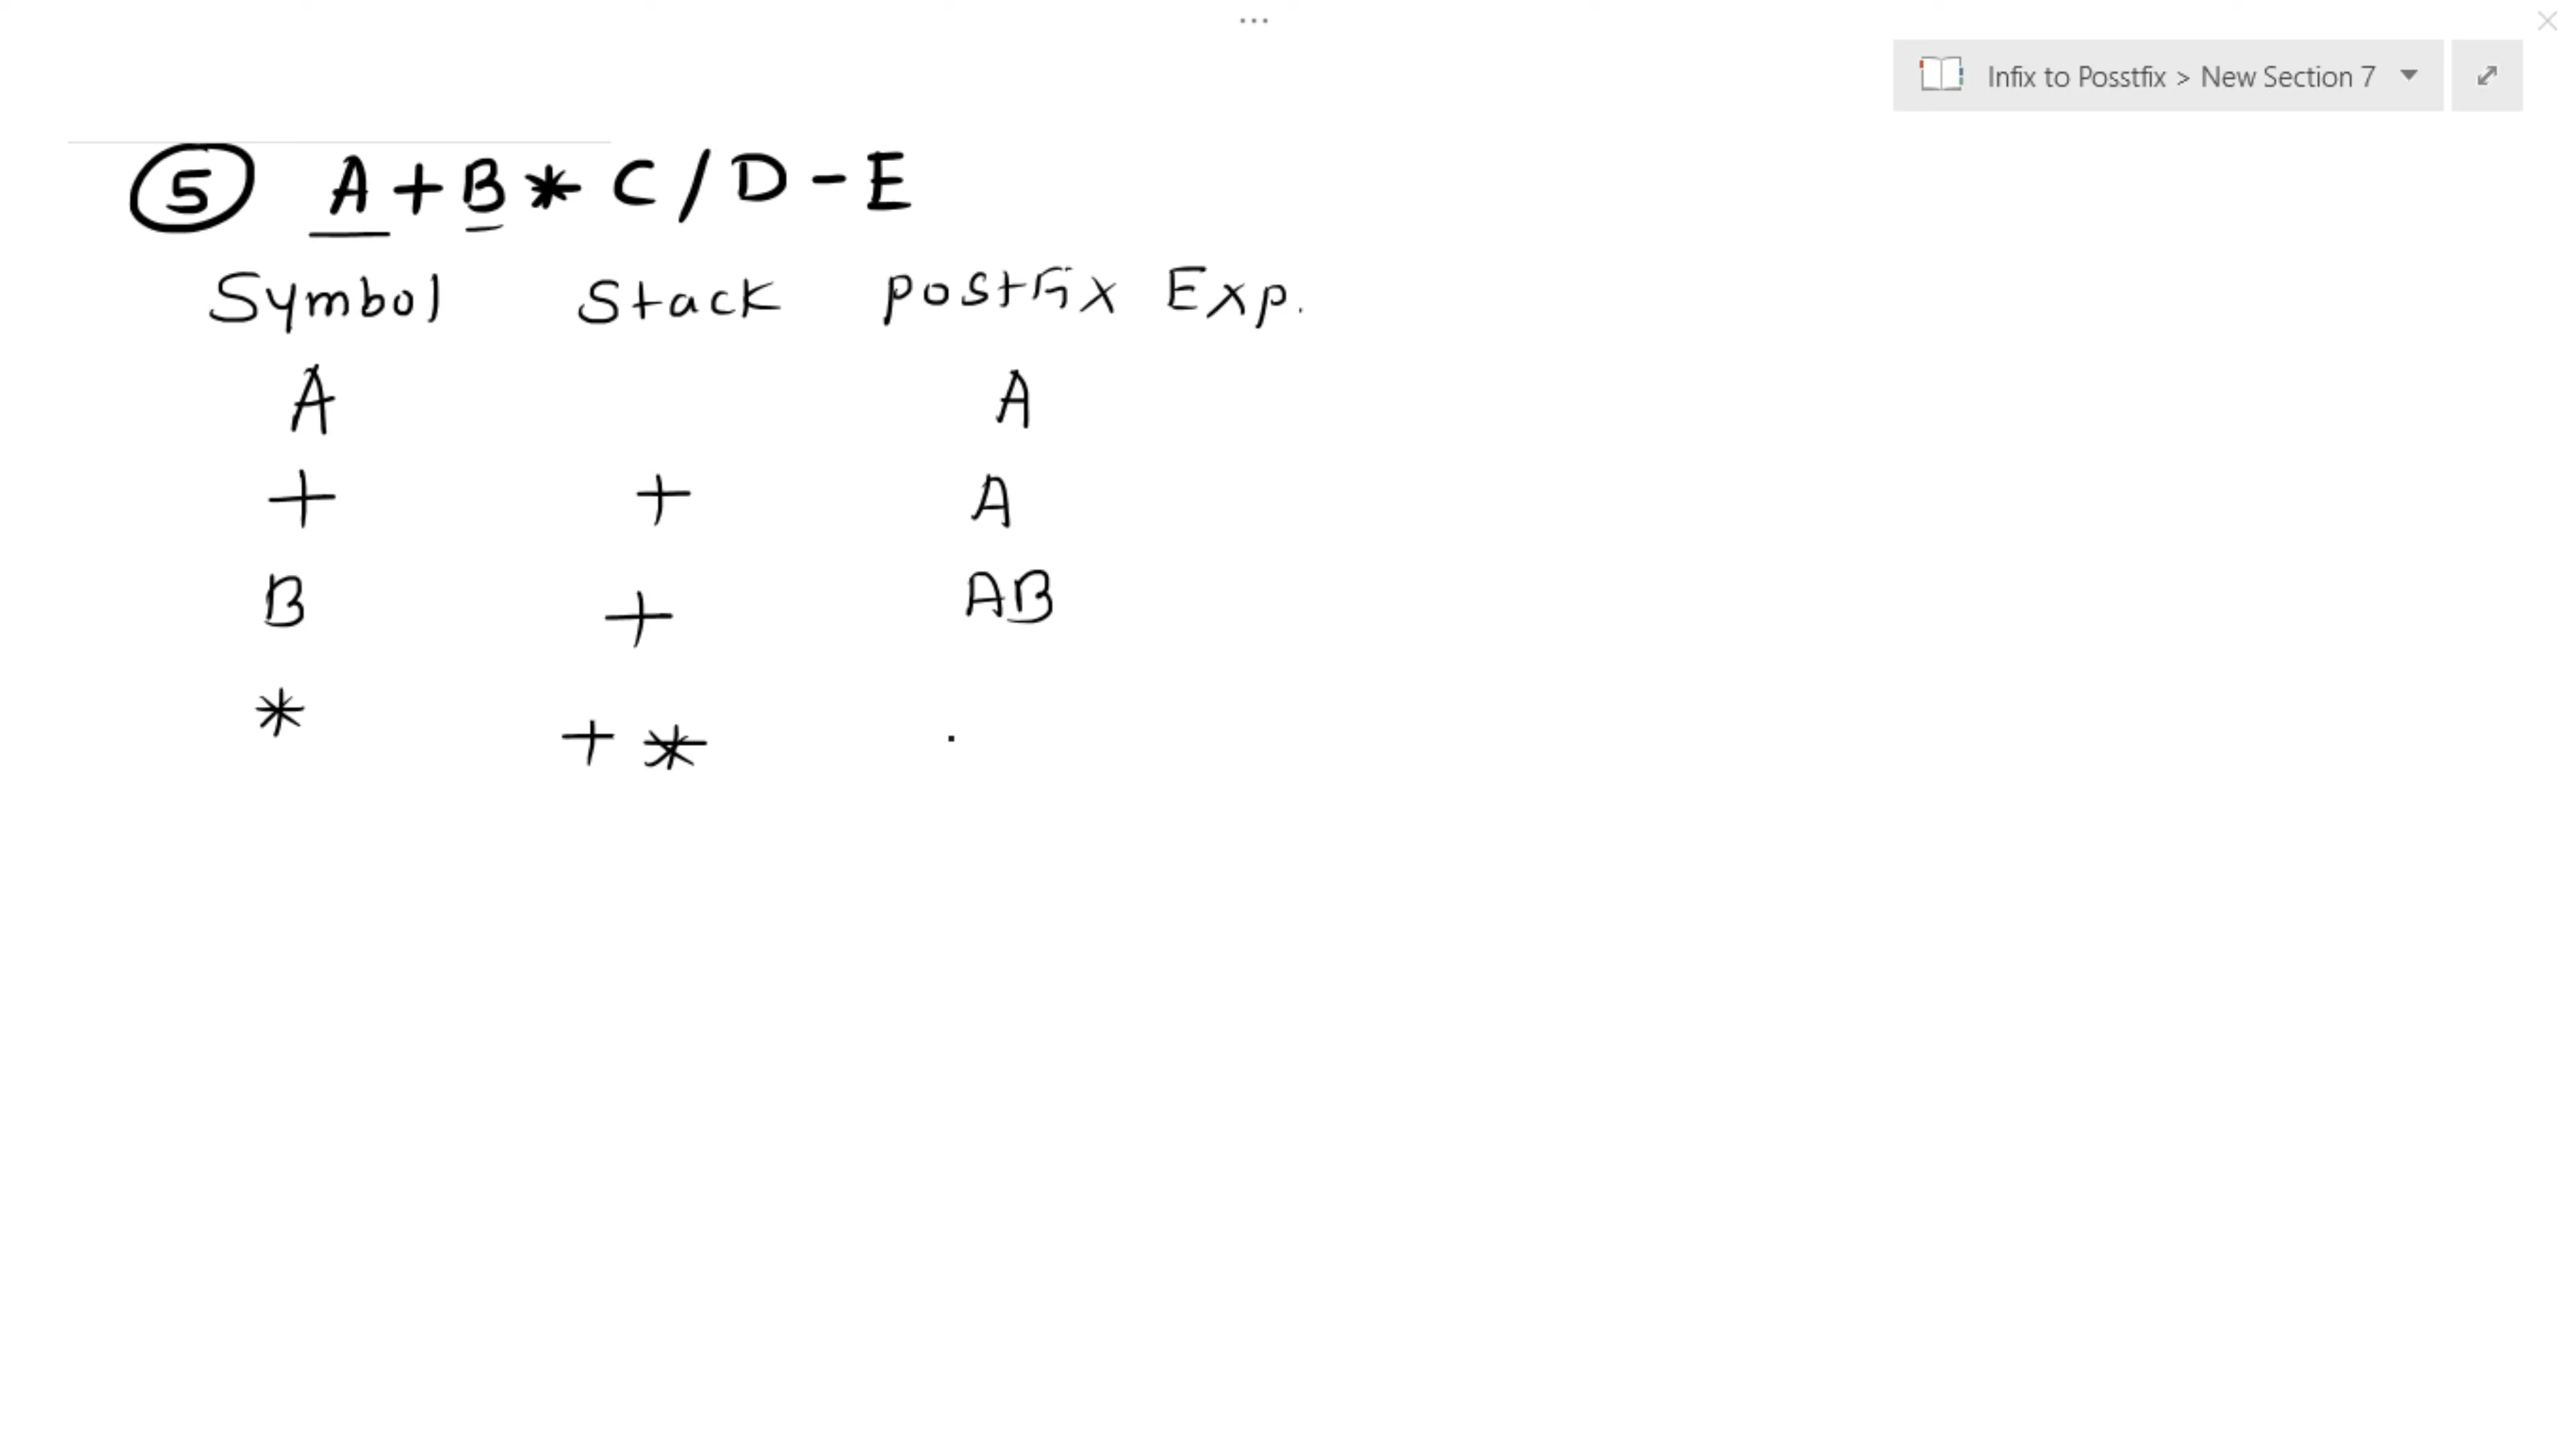 ...
Infix to Posstfix > New Section 7
5 A + B * C / D - E
Symbol Stack Postfix Exp.
A A
+ + A
B + AB
* + *